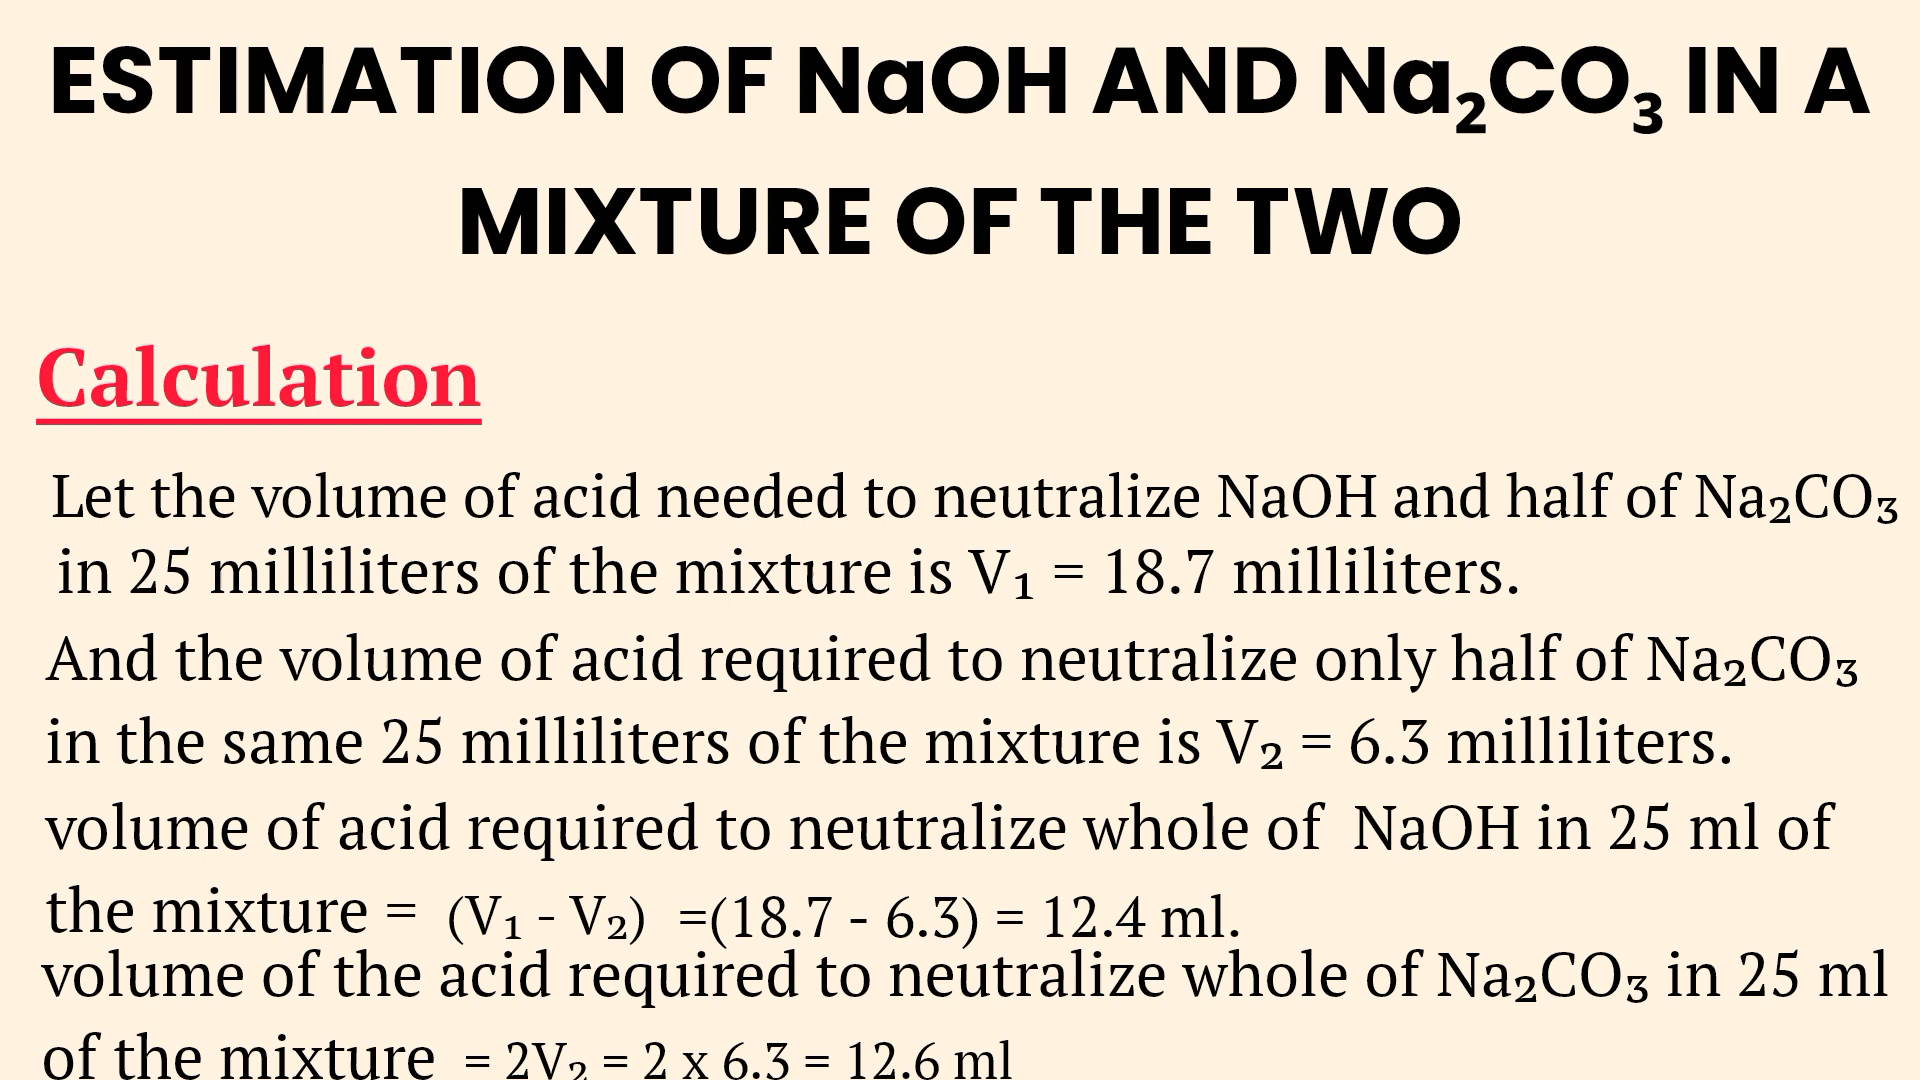 ESTIMATION OF NaOH AND Na₂CO₃ IN A
MIXTURE OF THE TWO
Calculation
Let the volume of acid needed to neutralize NaOH and half of Na₂CO₃
in 25 milliliters of the mixture is V₁ = 18.7 milliliters.
And the volume of acid required to neutralize only half of Na₂CO₃
in the same 25 milliliters of the mixture is V₂ = 6.3 milliliters.
volume of acid required to neutralize whole of NaOH in 25 ml of
the mixture = (V₁ - V₂) =(18.7 - 6.3) = 12.4 ml.
volume of the acid required to neutralize whole of Na₂CO₃ in 25 ml
of the mixture = 2V₂ = 2 x 6.3 = 12.6 ml